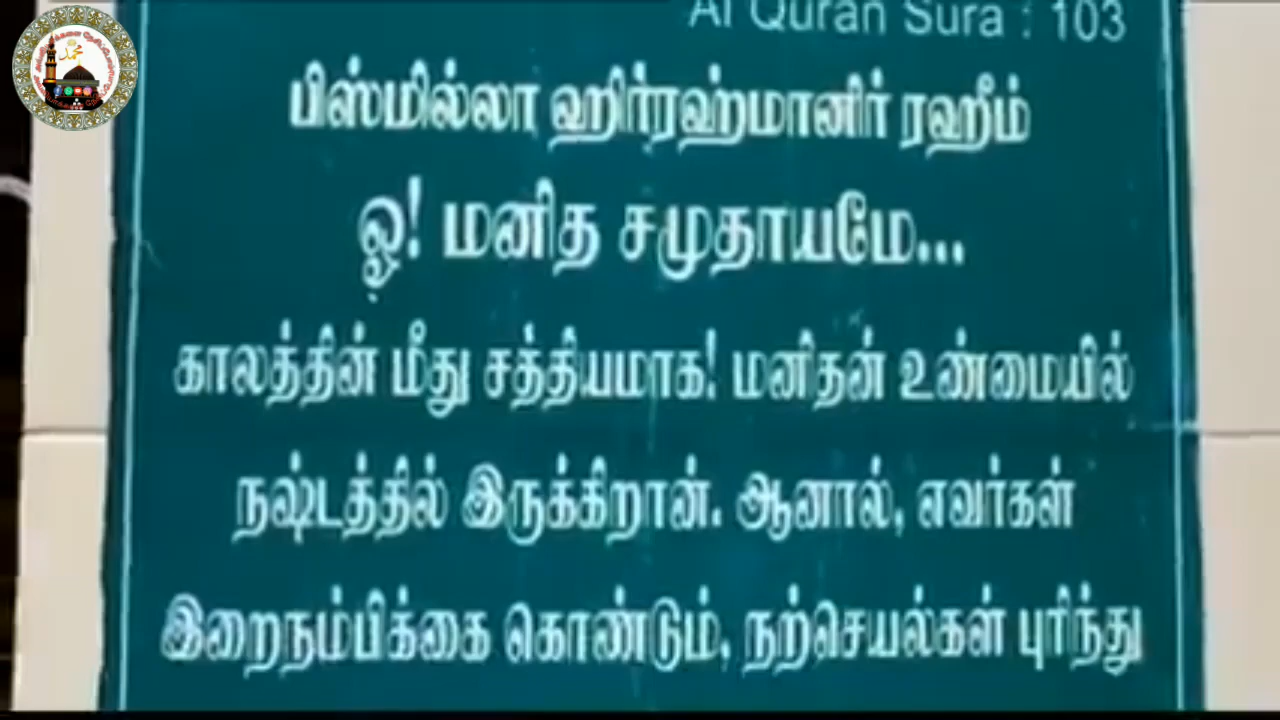 Al Quran Sura : 103
பிஸ்மில்லா ஹிர்ரஹ்மானிர் ரஹீம்
ஓ! மனித சமுதாயமே...
காலத்தின் மீது சத்தியமாக! மனிதன் உண்மையில்
நஷ்டத்தில் இருக்கிறான். ஆனால், எவர்கள்
இறைநம்பிக்கை கொண்டும், நற்செயல்கள் புரிந்து